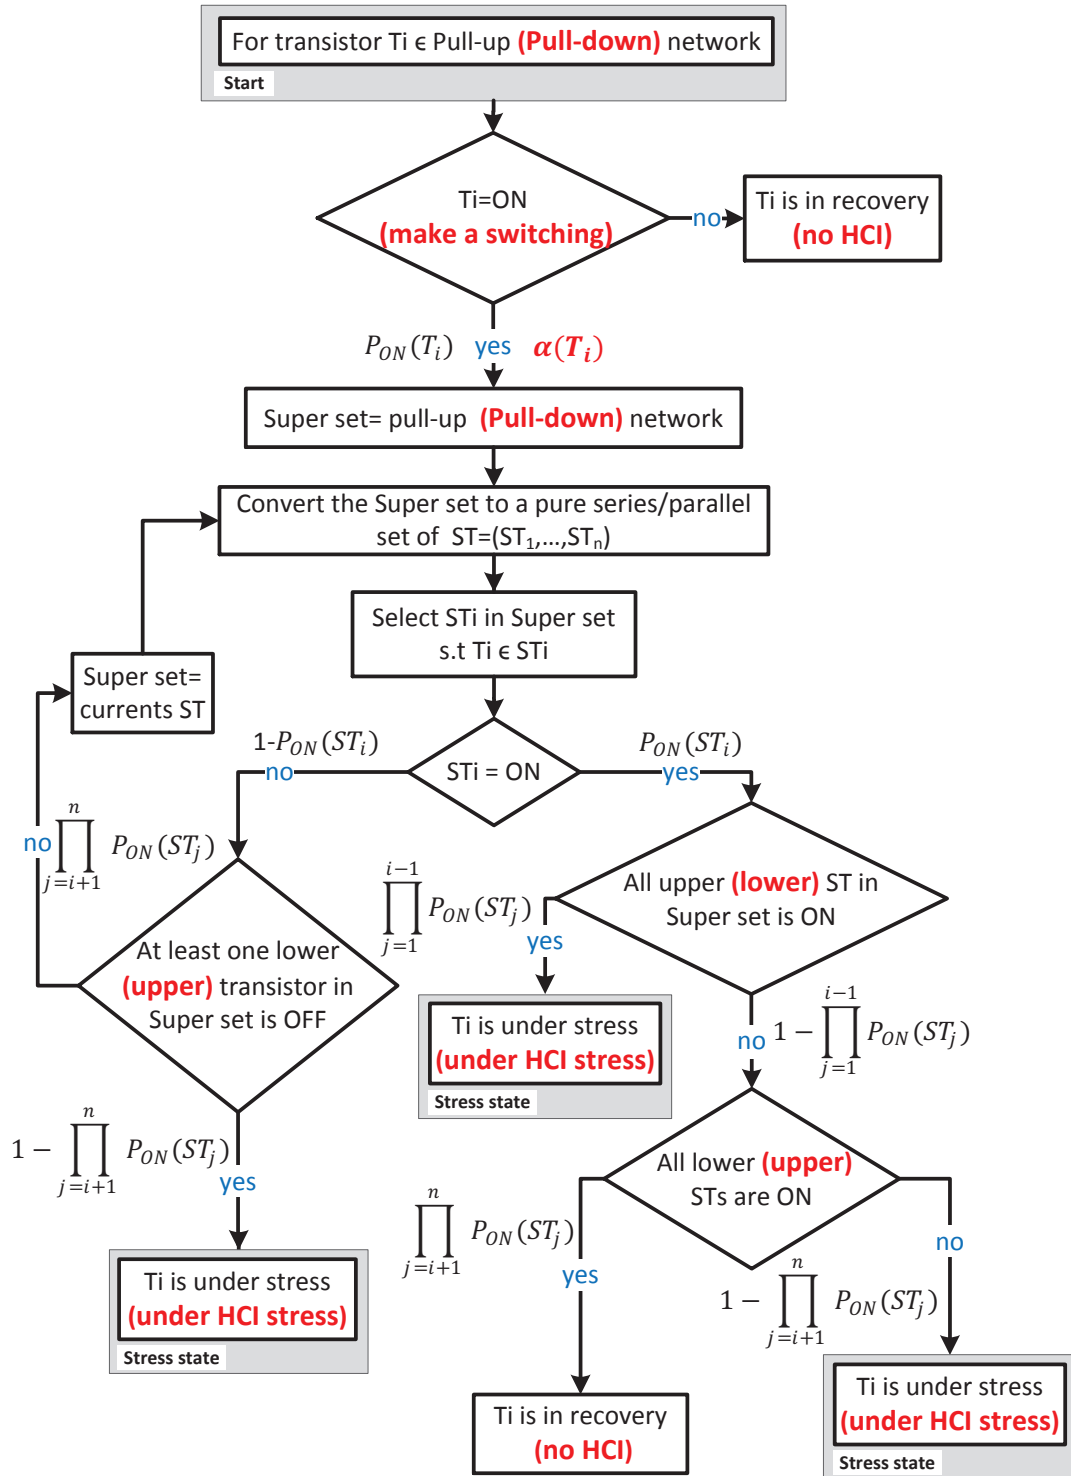 For transistor Ti ϵ Pull-up (Pull-down) network
Start
Ti=ON
(make a switching)
no
Ti is in recovery
(no HCI)
P_ON(T_i) yes α(T_i)
Super set= pull-up (Pull-down) network
Convert the Super set to a pure series/parallel
set of ST=(ST₁,...,STₙ)
Select STi in Super set
s.t Ti ϵ STi
Super set=
currents ST
STi = ON
1-P_ON(ST_i)
no
P_ON(ST_i)
yes
no ∏_{j=i+1}^{n} P_ON(ST_j)
At least one lower
(upper) transistor in
Super set is OFF
All upper (lower) ST in
Super set is ON
∏_{j=1}^{i-1} P_ON(ST_j)
yes
Ti is under stress
(under HCI stress)
Stress state
no 1 − ∏_{j=1}^{i-1} P_ON(ST_j)
1 − ∏_{j=i+1}^{n} P_ON(ST_j)
yes
Ti is under stress
(under HCI stress)
Stress state
All lower (upper)
STs are ON
∏_{j=i+1}^{n} P_ON(ST_j)
yes
no
1 − ∏_{j=i+1}^{n} P_ON(ST_j)
Ti is in recovery
(no HCI)
Ti is under stress
(under HCI stress)
Stress state